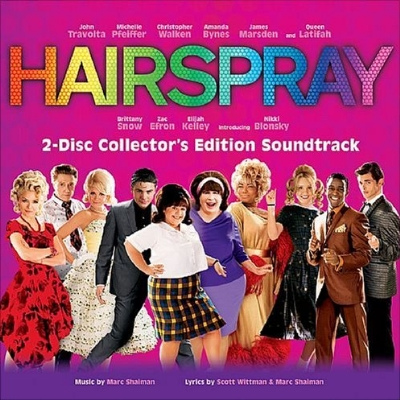 John Travolta Michelle Pfeiffer Christopher Walken Amanda Bynes James Marsden and Queen Latifah
HAIRSPRAY
Brittany Snow Zac Efron Elijah Kelley Introducing Nikki Blonsky
2-Disc Collector's Edition Soundtrack
Music by Marc Shaiman Lyrics by Scott Wittman & Marc Shaiman